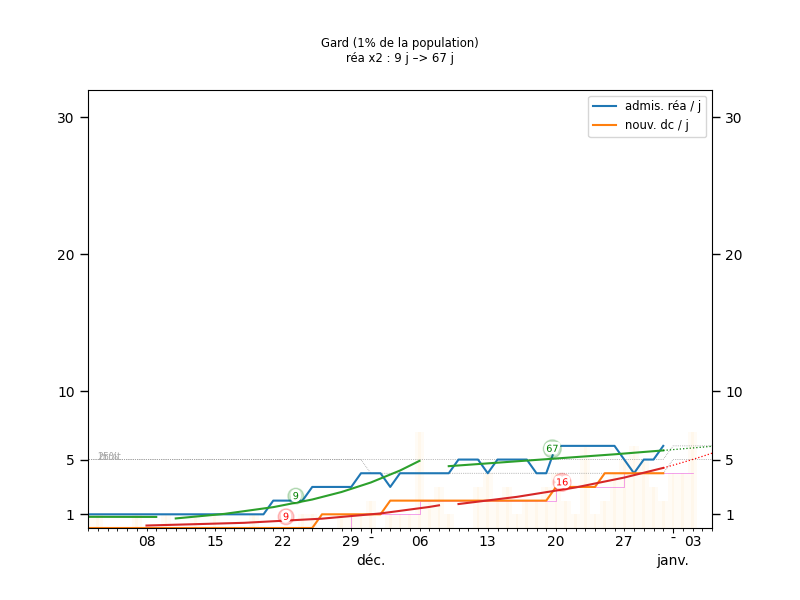 Gard (1% de la population)
réa x2 : 9 j –> 67 j
admis. réa / j
nouv. dc / j
30 30
20 20
10 10
5 5
1 1
67
16
9
9
08 15 22 29 - 06 13 20 27 - 03
déc. janv.